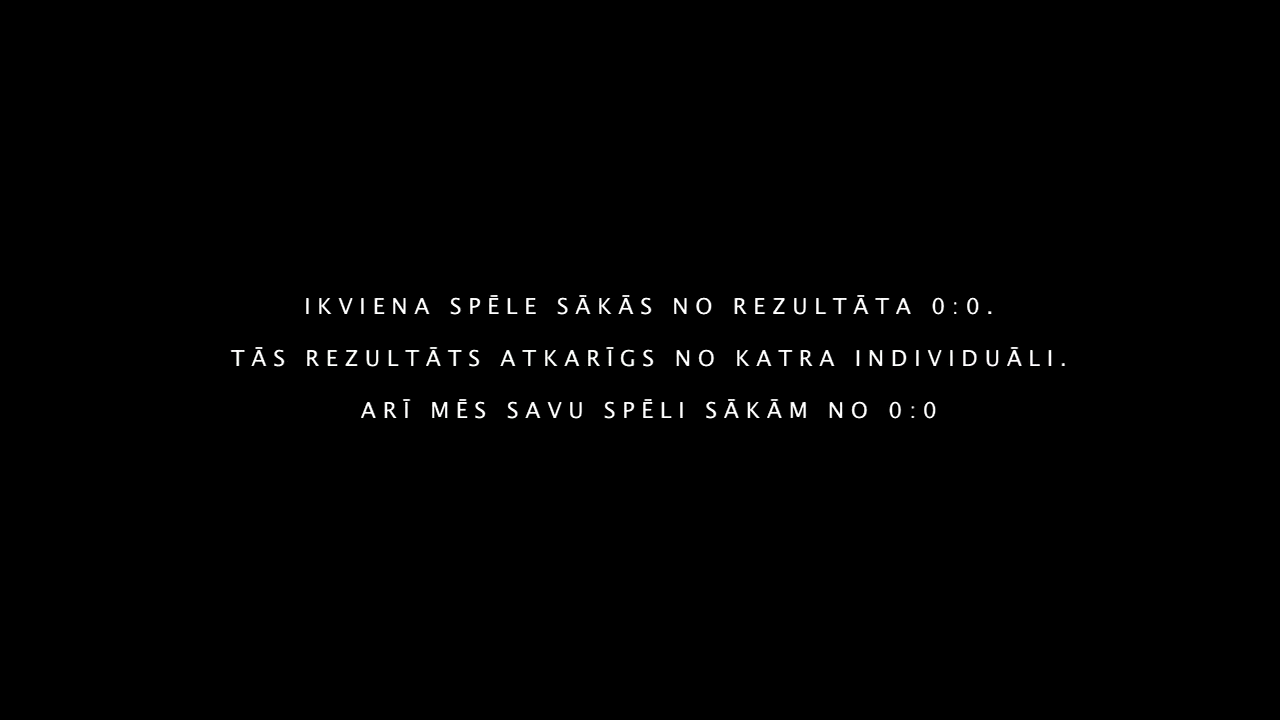 IKVIENA SPĒLE SĀKĀS NO REZULTĀTA 0:0.
TĀS REZULTĀTS ATKARĪGS NO KATRA INDIVIDUĀLI.
ARĪ MĒS SAVU SPĒLI SĀKĀM NO 0:0